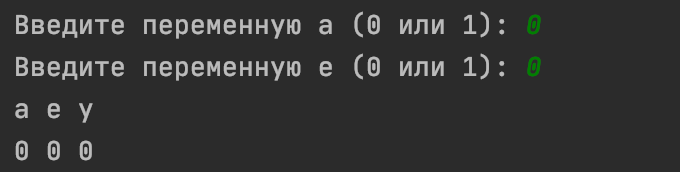 Введите переменную a (0 или 1): 0
Введите переменную e (0 или 1): 0
a e y
0 0 0